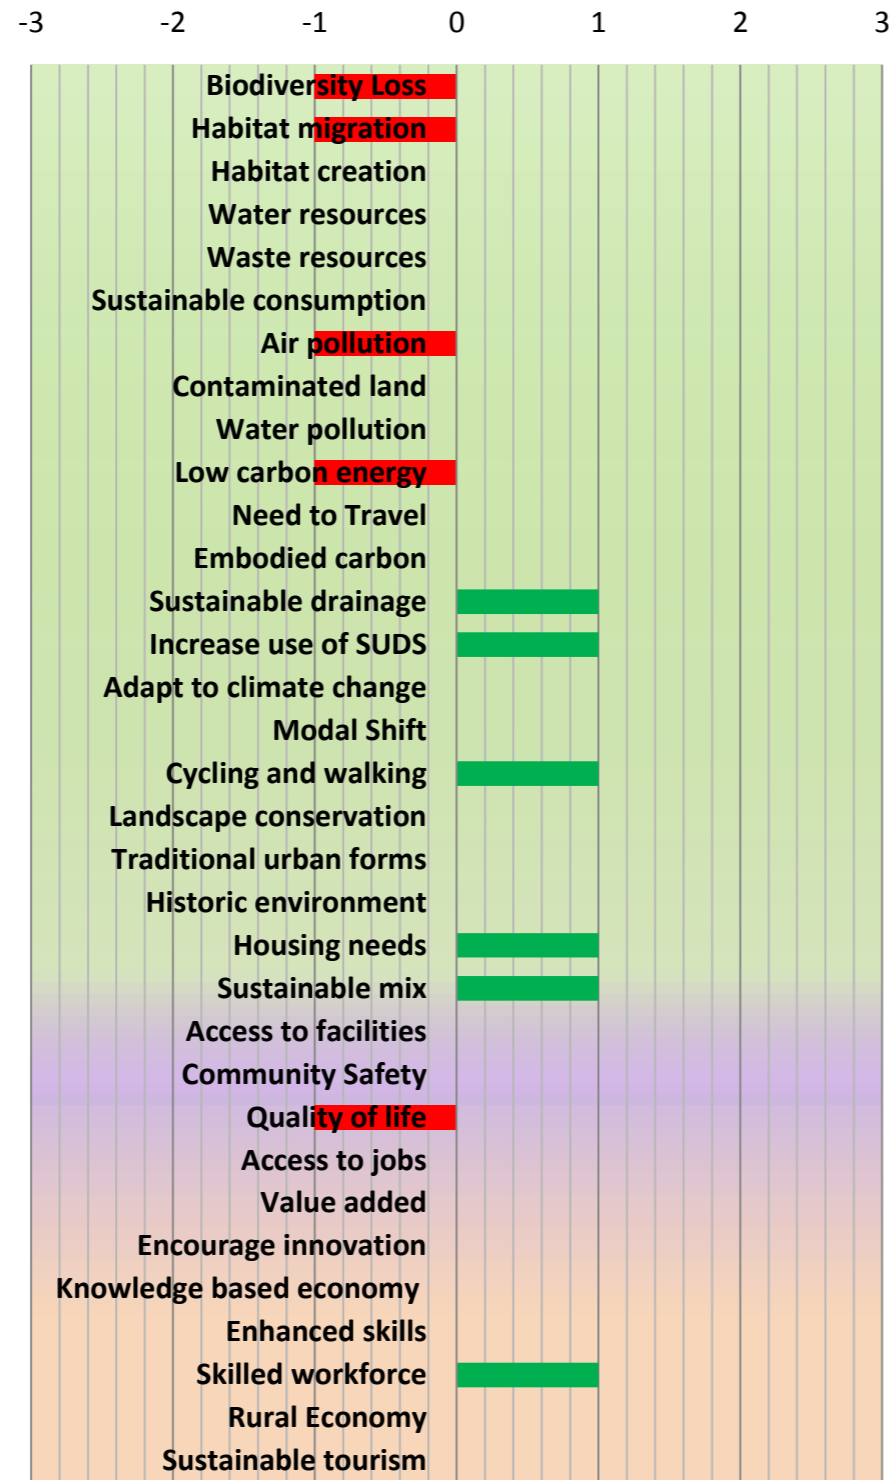 -3 -2 -1 0 1 2 3
Biodiversity Loss
Habitat migration
Habitat creation
Water resources
Waste resources
Sustainable consumption
Air pollution
Contaminated land
Water pollution
Low carbon energy
Need to Travel
Embodied carbon
Sustainable drainage
Increase use of SUDS
Adapt to climate change
Modal Shift
Cycling and walking
Landscape conservation
Traditional urban forms
Historic environment
Housing needs
Sustainable mix
Access to facilities
Community Safety
Quality of life
Access to jobs
Value added
Encourage innovation
Knowledge based economy
Enhanced skills
Skilled workforce
Rural Economy
Sustainable tourism